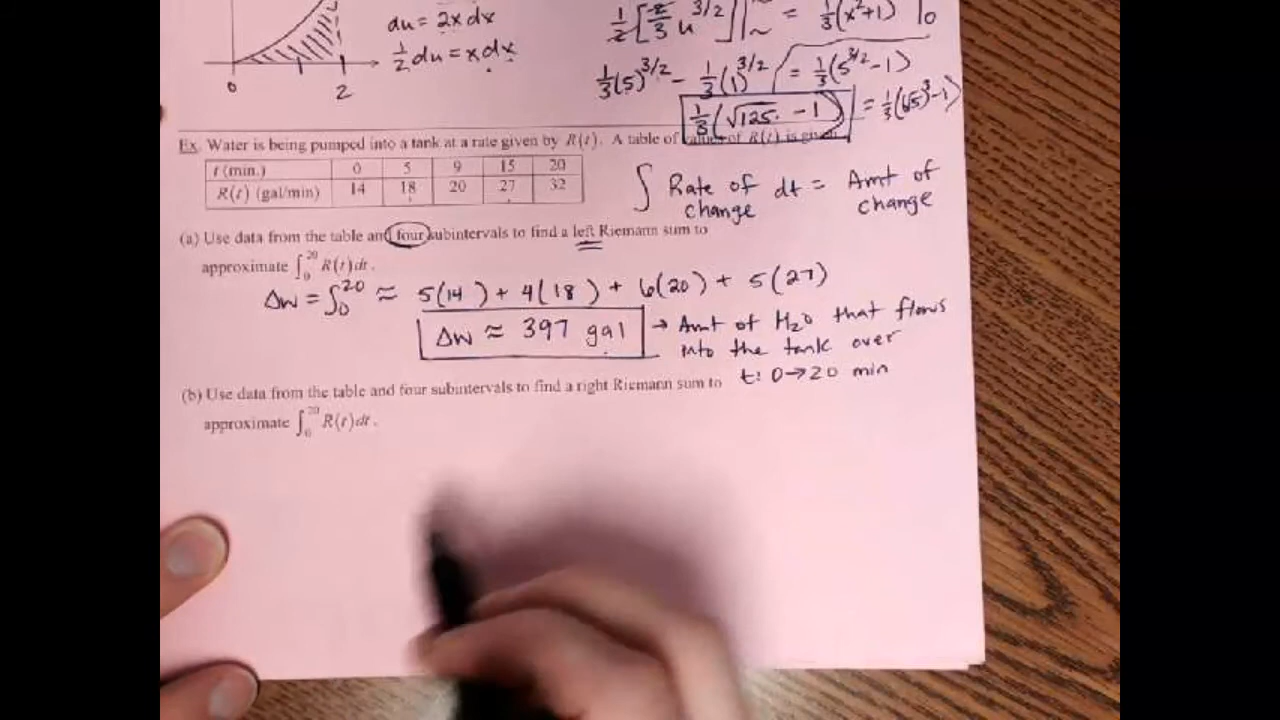 du = 2x dx
1/2 du = x dx
0 2
1/2 [2/3 u^3/2] = 1/3 (x²+1) |0
1/3 (5)^3/2 − 1/3 (1)^3/2 = 1/3 (5^3/2 − 1)
1/3 (√125 − 1) = 1/3 (√5³ − 1)
Ex. Water is being pumped into a tank at a rate given by R(t). A table of values of R(t) is given.
t (min.) 0 5 9 15 20
R(t) (gal/min) 14 18 20 27 32
∫ Rate of change dt = Amt of change
(a) Use data from the table and four subintervals to find a left Riemann sum to
approximate ∫₀²⁰ R(t)dt.
Δw = ∫₀²⁰ ≈ 5(14) + 4(18) + 6(20) + 5(27)
Δw ≈ 397 gal → Amt of H₂O that flows
into the tank over
t: 0→20 min
(b) Use data from the table and four subintervals to find a right Riemann sum to
approximate ∫₀²⁰ R(t)dt.